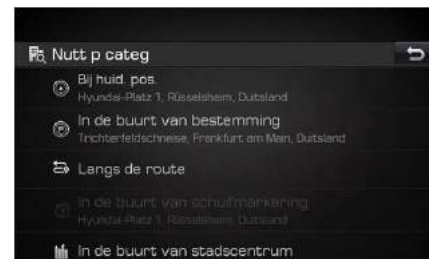 Nutt p categ
Bij huid. pos.
Hyundai-Platz 1, Rüsselsheim, Duitsland
In de buurt van bestemming
Trichterfeldschneise, Frankfurt am Main, Duitsland
Langs de route
In de buurt van schuifmarkering
Hyundai-Platz 1, Rüsselsheim, Duitsland
In de buurt van stadscentrum